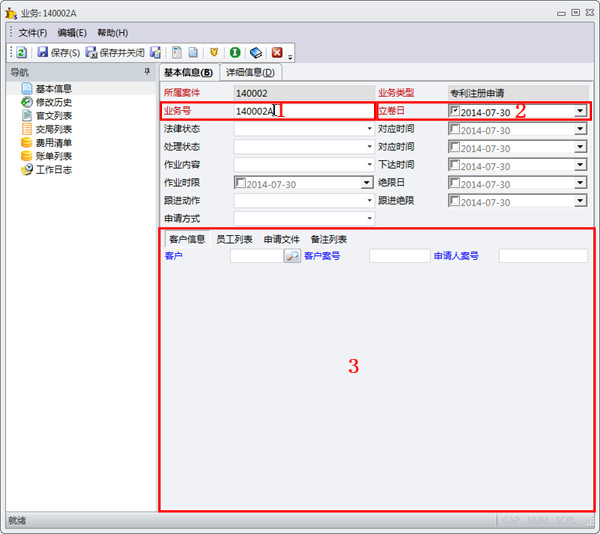 业务: 140002A
文件(F) 编辑(E) 帮助(H)
保存(S) 保存并关闭
导航
基本信息
修改历史
官文列表
交局列表
费用清单
账单列表
工作日志
基本信息(B) 详细信息(D)
所属案件 140002 业务类型 专利注册申请
业务号 140002A 1 立卷日 2014-07-30 2
法律状态 对应时间 2014-07-30
处理状态 对应时间 2014-07-30
作业内容 下达时间 2014-07-30
作业时限 2014-07-30 绝限日 2014-07-30
跟进动作 跟进绝限 2014-07-30
申请方式
客户信息 员工列表 申请文件 备注列表
客户 客户案号 申请人案号
3
就绪 CAP NUM SCRL